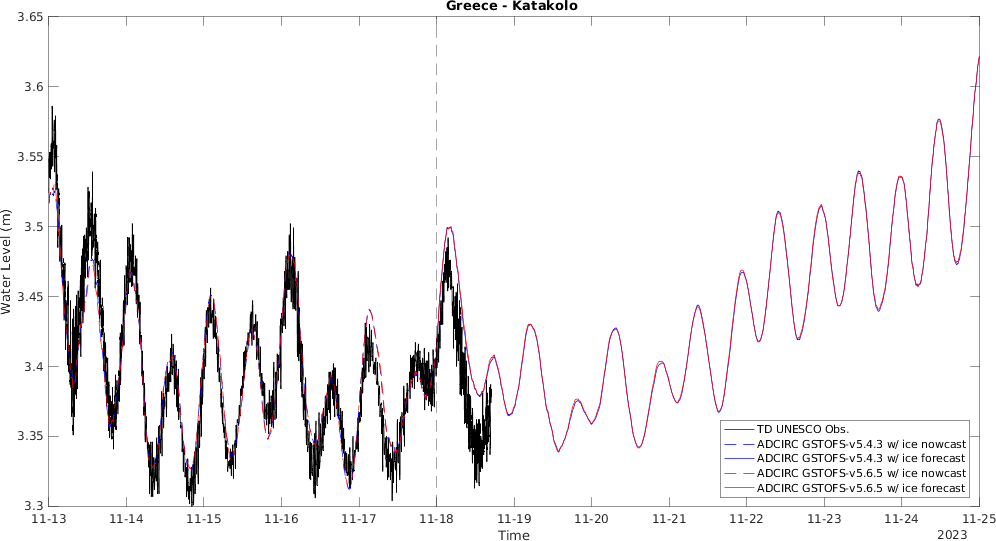 Greece - Katakolo
3.65
3.6
3.55
3.5
3.45
3.4
3.35
3.3
Water Level (m)
TD UNESCO Obs.
ADCIRC GSTOFS-v5.4.3 w/ ice nowcast
ADCIRC GSTOFS-v5.4.3 w/ ice forecast
ADCIRC GSTOFS-v5.6.5 w/ ice nowcast
ADCIRC GSTOFS-v5.6.5 w/ ice forecast
11-13 11-14 11-15 11-16 11-17 11-18 11-19 11-20 11-21 11-22 11-23 11-24 11-25
Time
2023